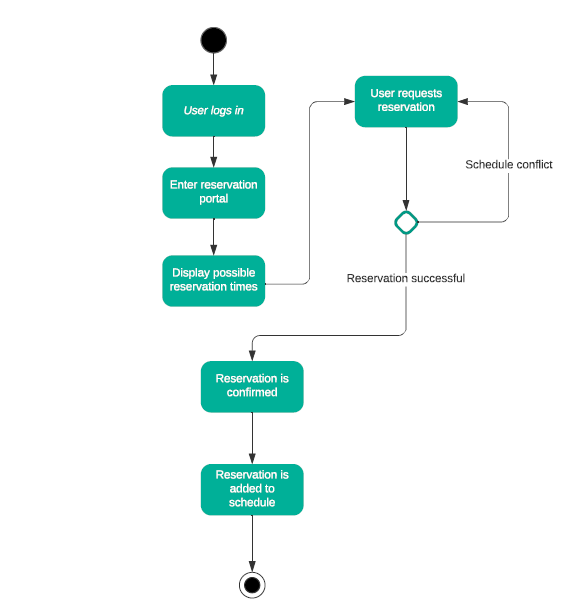 User logs in
Enter reservation
portal
Display possible
reservation times
User requests
reservation
Schedule conflict
Reservation successful
Reservation is
confirmed
Reservation is
added to
schedule